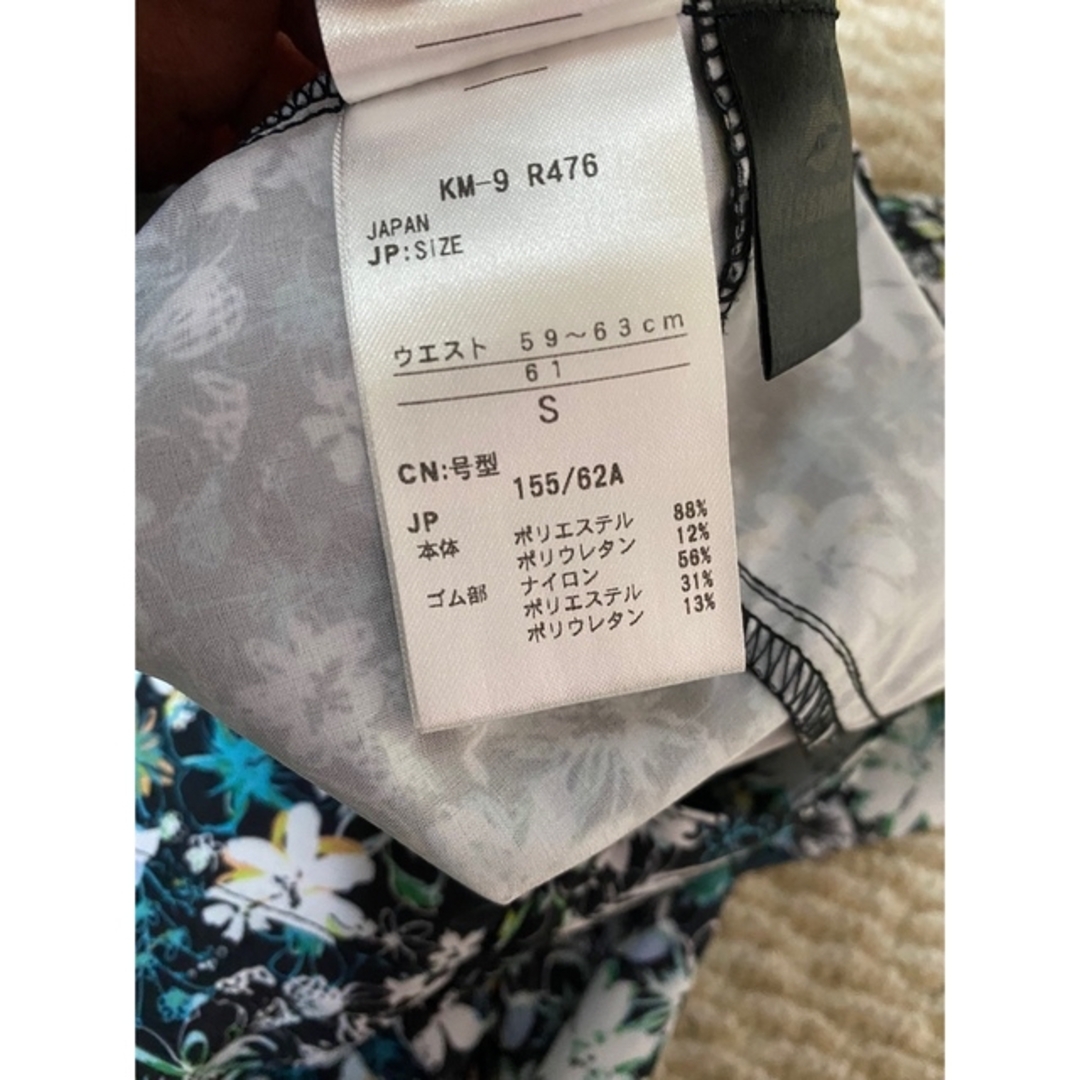 KM-9 R476
JAPAN
JP:SIZE
ウエスト 59～63cm
61
S
CN:号型 155/62A
JP
本体 ポリエステル 88%
ポリウレタン 12%
ゴム部 ナイロン 56%
ポリエステル 31%
ポリウレタン 13%